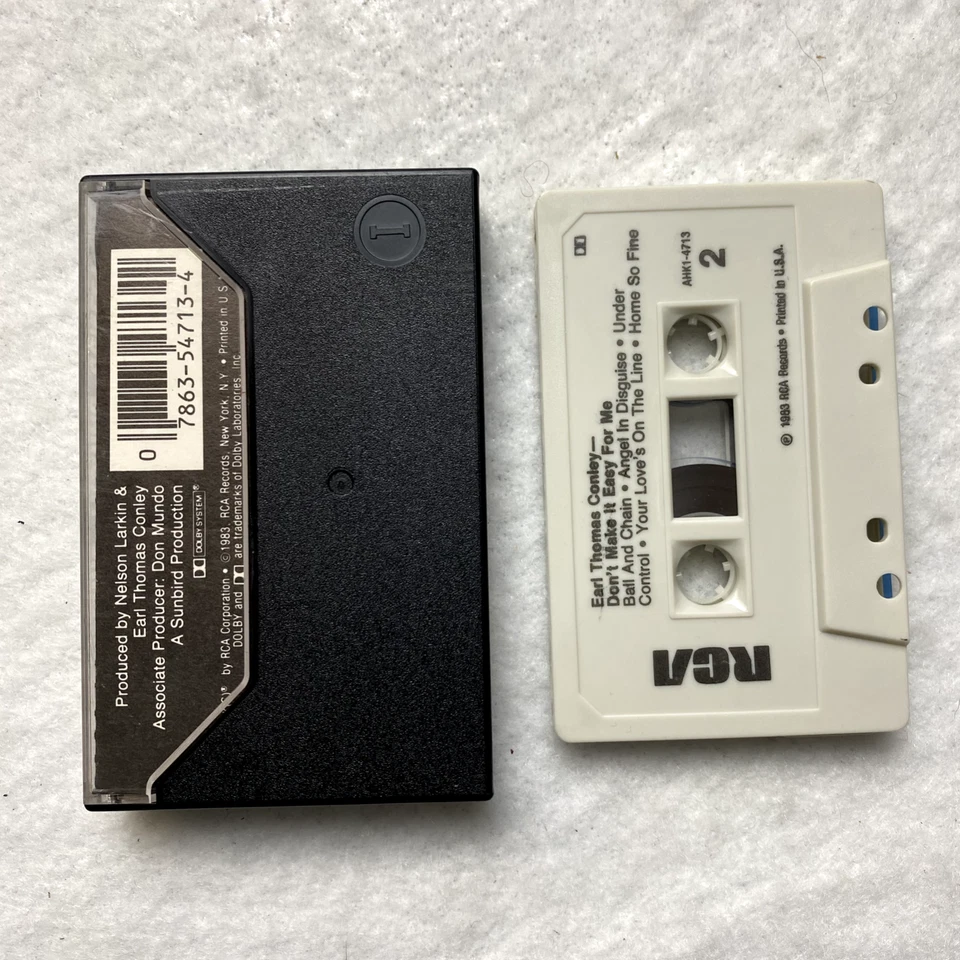 0 7863-54713-4
Produced by Nelson Larkin &
Earl Thomas Conley
Associate Producer: Don Mundo
A Sunbird Production
DOLBY SYSTEM®
by RCA Corporation • ©1983, RCA Records, New York, N.Y. • Printed in U.S.
DOLBY and are trademarks of Dolby Laboratories, Inc.
I
AHK1-4713
2
Earl Thomas Conley—
Don't Make it Easy For Me
Ball And Chain • Angel In Disguise • Under
Control • Your Love's On The Line • Home So Fine
℗ 1983 RCA Records • Printed in U.S.A.
RCA